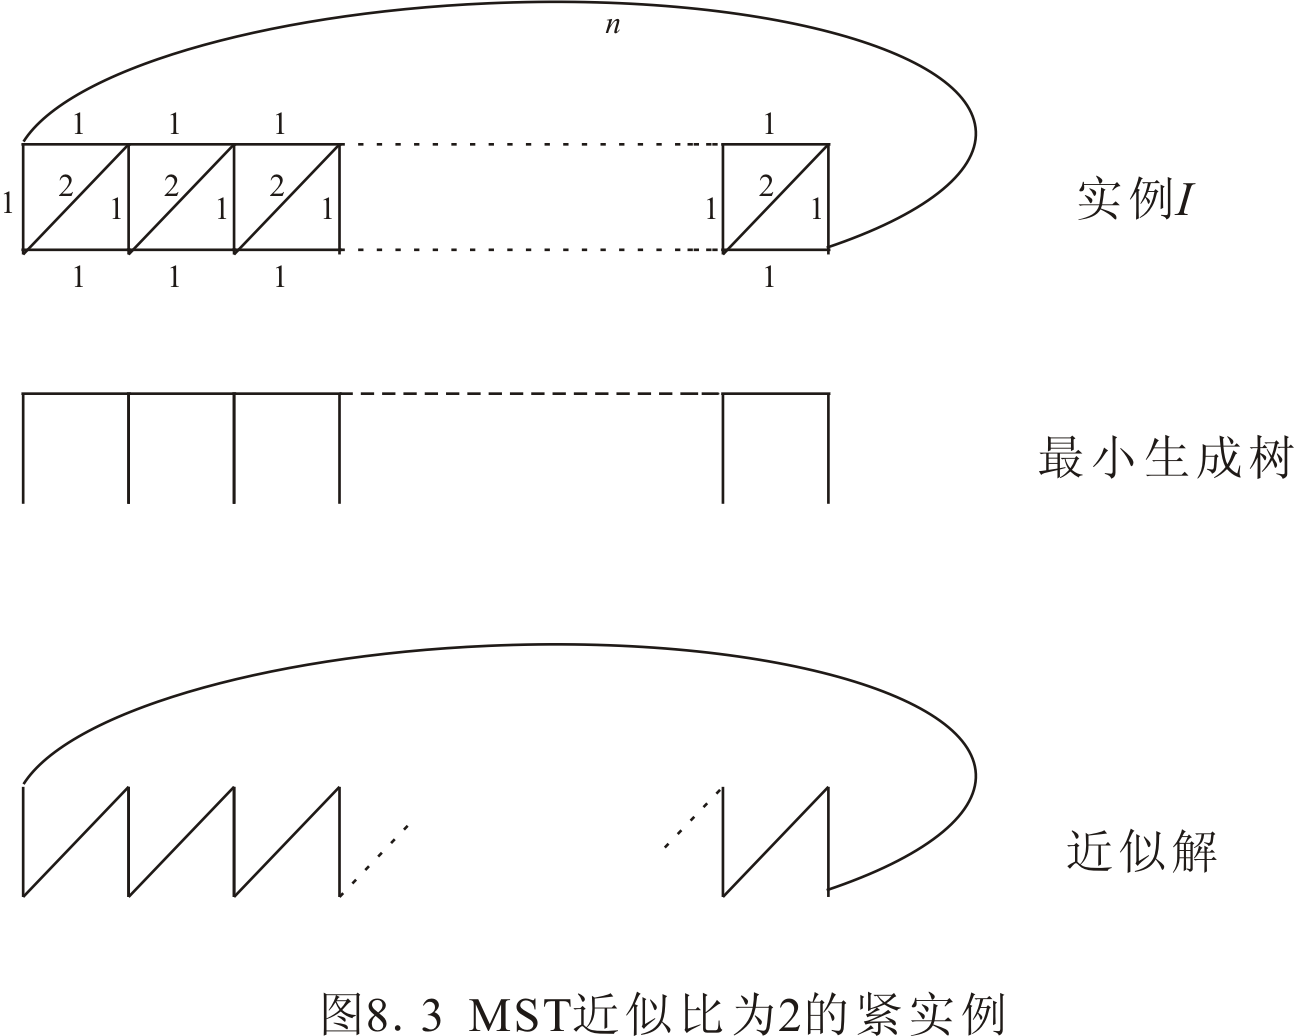 n
1 1 1 1
1 2 1 2 1 2 1 1 2 1
实例I
1 1 1 1
最小生成树
近似解
图8.3 MST近似比为2的紧实例